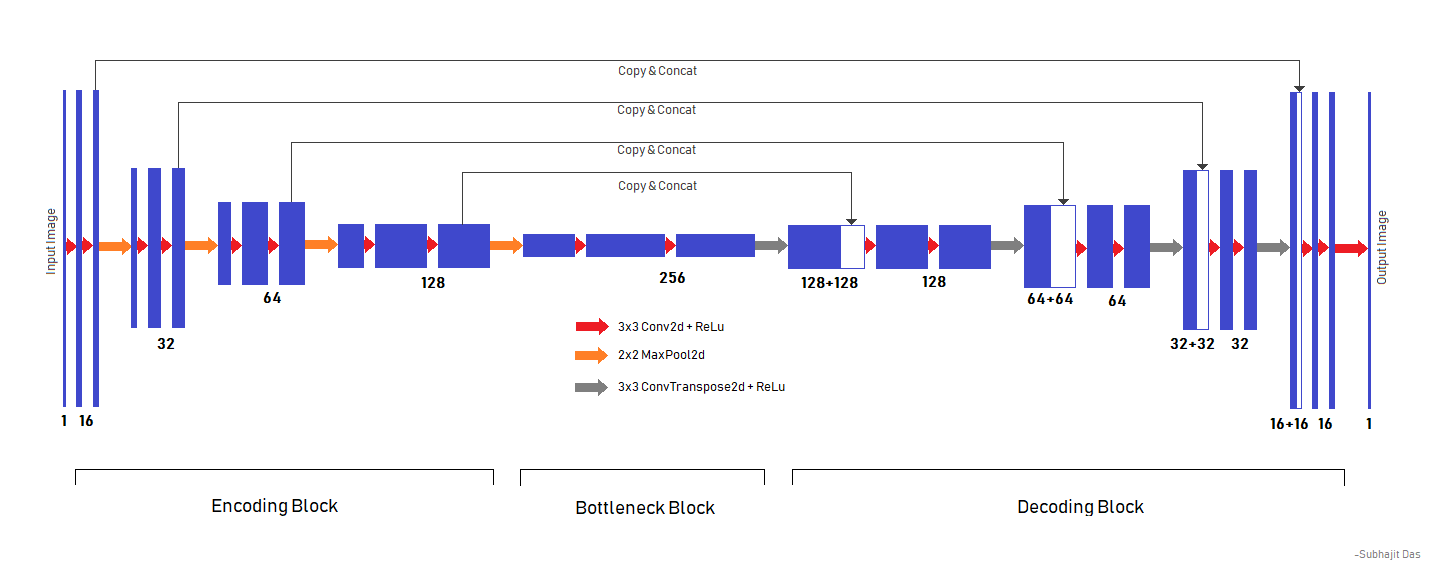 Copy & Concat
Copy & Concat
Copy & Concat
Copy & Concat
Input Image
Output Image
1
16
32
64
128
256
128+128
128
64+64
64
32+32
32
16+16
16
1
3x3 Conv2d + ReLu
2x2 MaxPool2d
3x3 ConvTranspose2d + ReLu
Encoding Block
Bottleneck Block
Decoding Block
-Subhajit Das